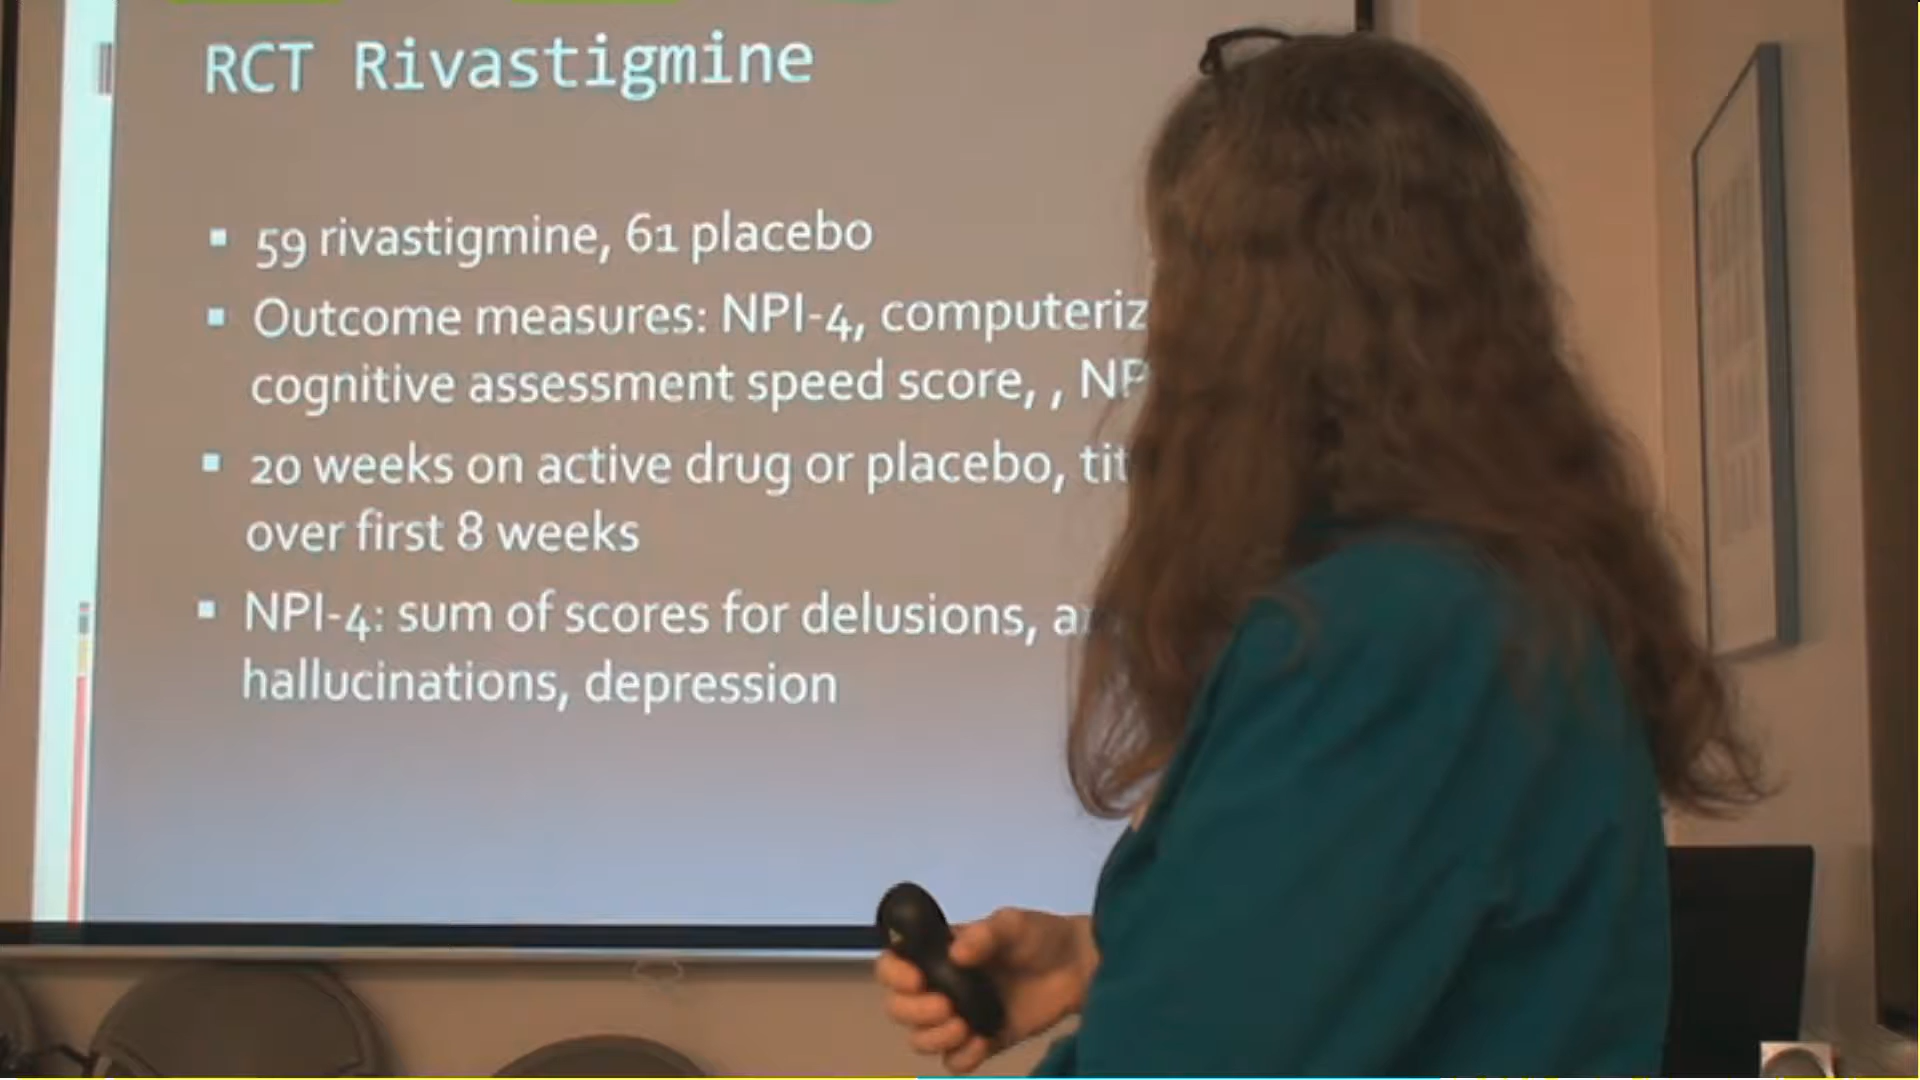 RCT Rivastigmine
▪ 59 rivastigmine, 61 placebo
▪ Outcome measures: NPI-4, computeriz
cognitive assessment speed score, , NP
▪ 20 weeks on active drug or placebo, tit
over first 8 weeks
▪ NPI-4: sum of scores for delusions, a
hallucinations, depression